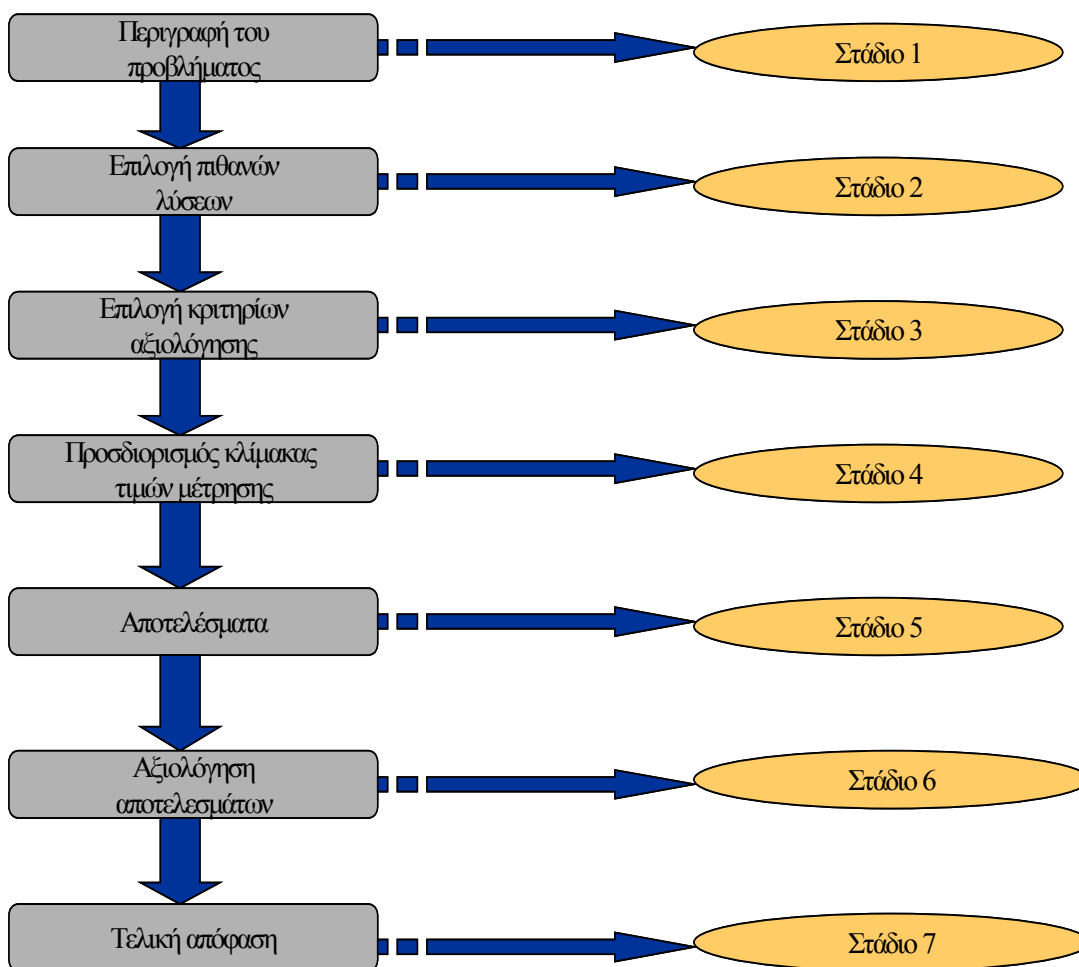 Περιγραφή του
προβλήματος
Στάδιο 1
Επιλογή πιθανών
λύσεων
Στάδιο 2
Επιλογή κριτηρίων
αξιολόγησης
Στάδιο 3
Προσδιορισμός κλίμακας
τιμών μέτρησης
Στάδιο 4
Αποτελέσματα
Στάδιο 5
Αξιολόγηση
αποτελεσμάτων
Στάδιο 6
Τελική απόφαση
Στάδιο 7